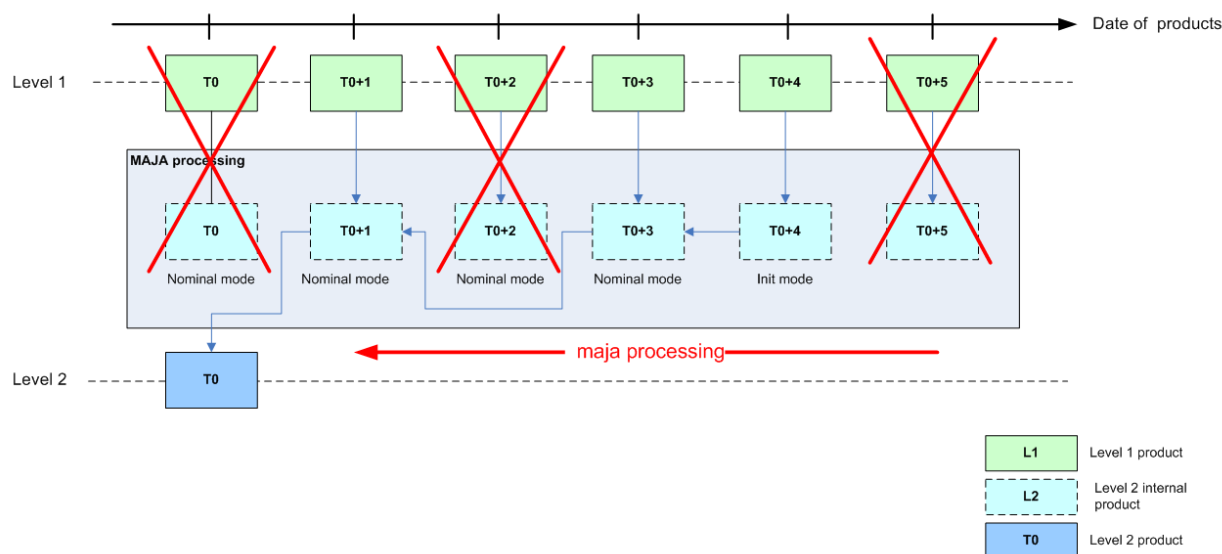 Date of products
Level 1
T0
T0+1
T0+2
T0+3
T0+4
T0+5
MAJA processing
T0
T0+1
T0+2
T0+3
T0+4
T0+5
Nominal mode
Nominal mode
Nominal mode
Nominal mode
Init mode
maja processing
Level 2
T0
L1
Level 1 product
L2
Level 2 internal
product
T0
Level 2 product